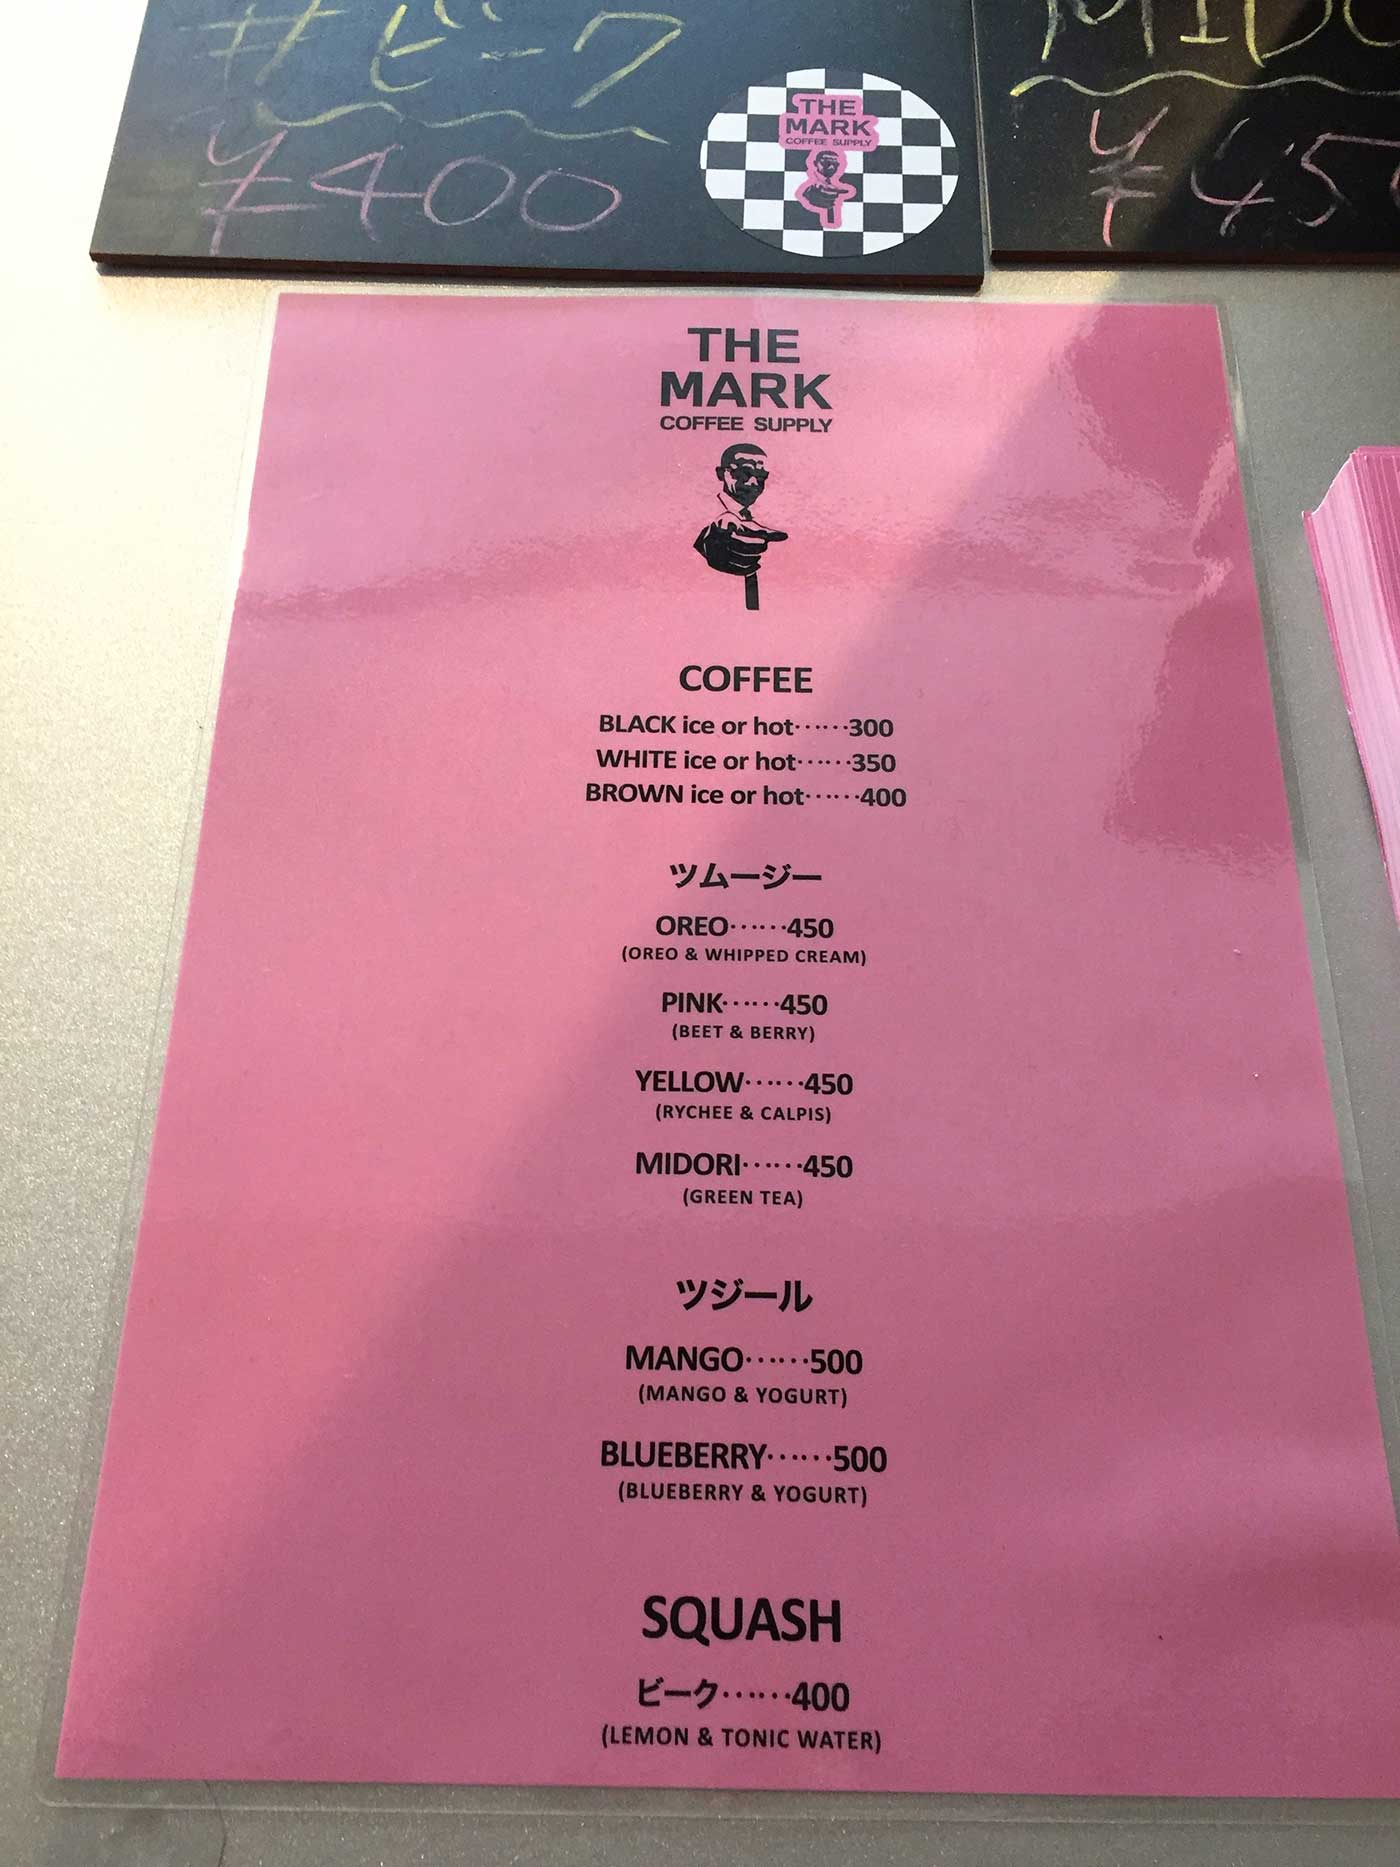 #ビーク
¥400
THE
MARK
COFFEE SUPPLY
¥45
THE
MARK
COFFEE SUPPLY
COFFEE
BLACK ice or hot……300
WHITE ice or hot……350
BROWN ice or hot……400
ツムージー
OREO……450
(OREO & WHIPPED CREAM)
PINK……450
(BEET & BERRY)
YELLOW……450
(RYCHEE & CALPIS)
MIDORI……450
(GREEN TEA)
ツジール
MANGO……500
(MANGO & YOGURT)
BLUEBERRY……500
(BLUEBERRY & YOGURT)
SQUASH
ビーク……400
(LEMON & TONIC WATER)